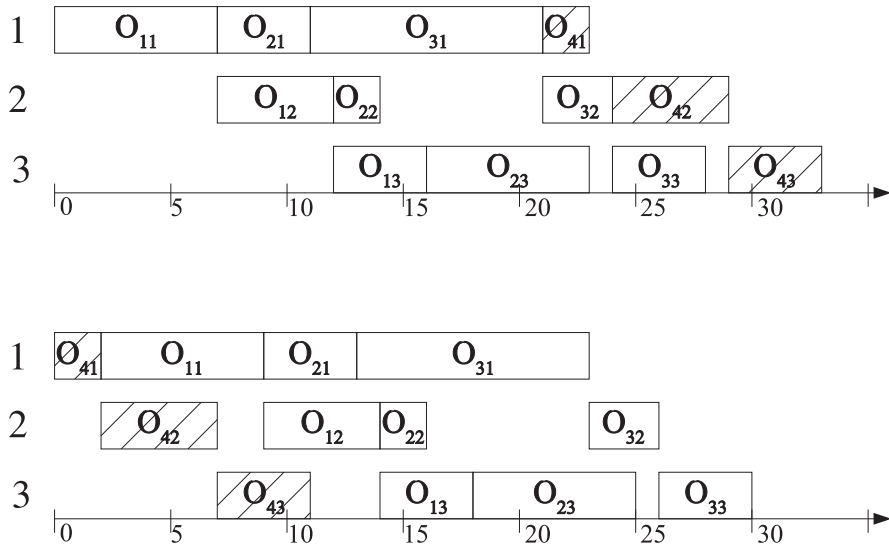 1 O₁₁ O₂₁ O₃₁ O₄₁
2 O₁₂ O₂₂ O₃₂ O₄₂
3 O₁₃ O₂₃ O₃₃ O₄₃
0 5 10 15 20 25 30
1 O₄₁ O₁₁ O₂₁ O₃₁
2 O₄₂ O₁₂ O₂₂ O₃₂
3 O₄₃ O₁₃ O₂₃ O₃₃
0 5 10 15 20 25 30